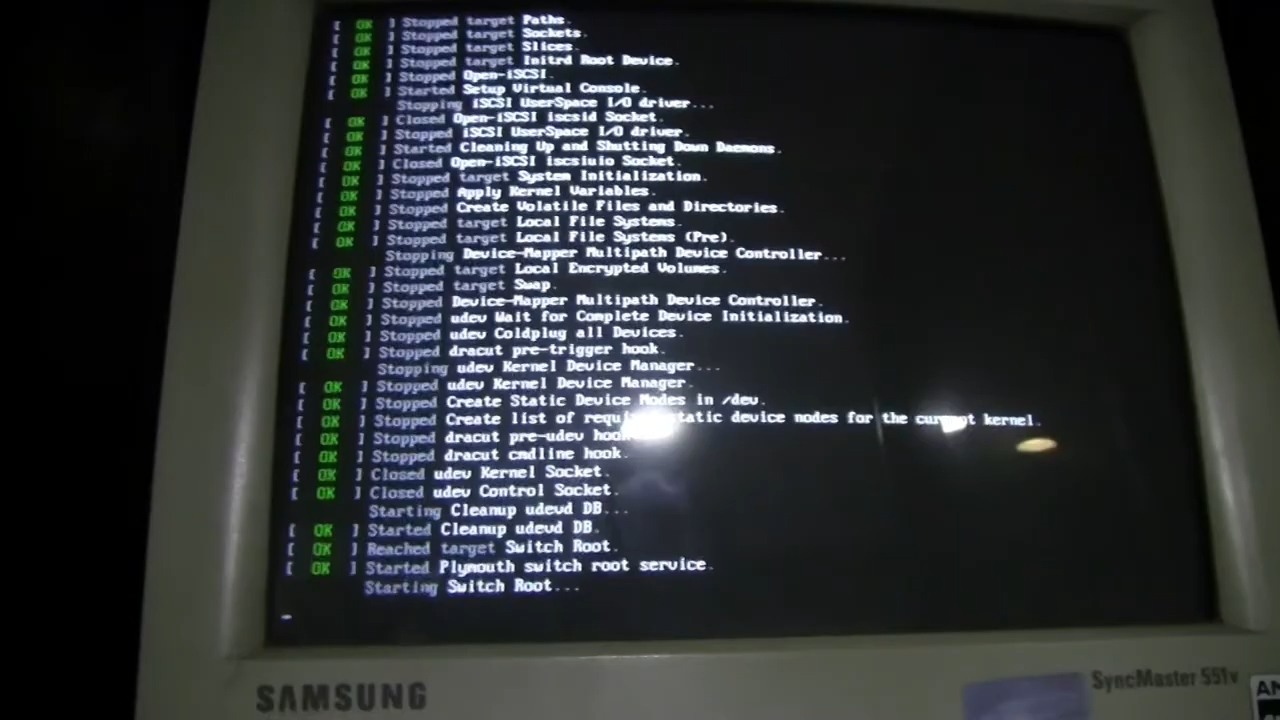 [ OK ] Stopped target Paths.
[ OK ] Stopped target Sockets.
[ OK ] Stopped target Slices.
[ OK ] Stopped target Initrd Root Device.
[ OK ] Stopped Open-iSCSI.
[ OK ] Started Setup Virtual Console.
Stopping iSCSI UserSpace I/O driver...
[ OK ] Closed Open-iSCSI iscsid Socket.
[ OK ] Stopped iSCSI UserSpace I/O driver.
[ OK ] Started Cleaning Up and Shutting Down Daemons.
[ OK ] Closed Open-iSCSI iscsiuio Socket.
[ OK ] Stopped target System Initialization.
[ OK ] Stopped Apply Kernel Variables.
[ OK ] Stopped Create Volatile Files and Directories.
[ OK ] Stopped target Local File Systems.
[ OK ] Stopped target Local File Systems (Pre).
Stopping Device-Mapper Multipath Device Controller...
[ OK ] Stopped target Local Encrypted Volumes.
[ OK ] Stopped target Swap.
[ OK ] Stopped Device-Mapper Multipath Device Controller.
[ OK ] Stopped udev Wait for Complete Device Initialization.
[ OK ] Stopped udev Coldplug all Devices.
[ OK ] Stopped dracut pre-trigger hook.
Stopping udev Kernel Device Manager...
[ OK ] Stopped udev Kernel Device Manager.
[ OK ] Stopped Create Static Device Nodes in /dev.
[ OK ] Stopped Create list of static device nodes for the kernel.
[ OK ] Stopped dracut pre-udev hook
[ OK ] Stopped dracut cmdline hook.
[ OK ] Closed udev Kernel Socket.
[ OK ] Closed udev Control Socket.
Starting Cleanup udevd DB...
[ OK ] Started Cleanup udevd DB.
[ OK ] Reached target Switch Root.
[ OK ] Started Plymouth switch root service.
Starting Switch Root...
SAMSUNG
SyncMaster 551v